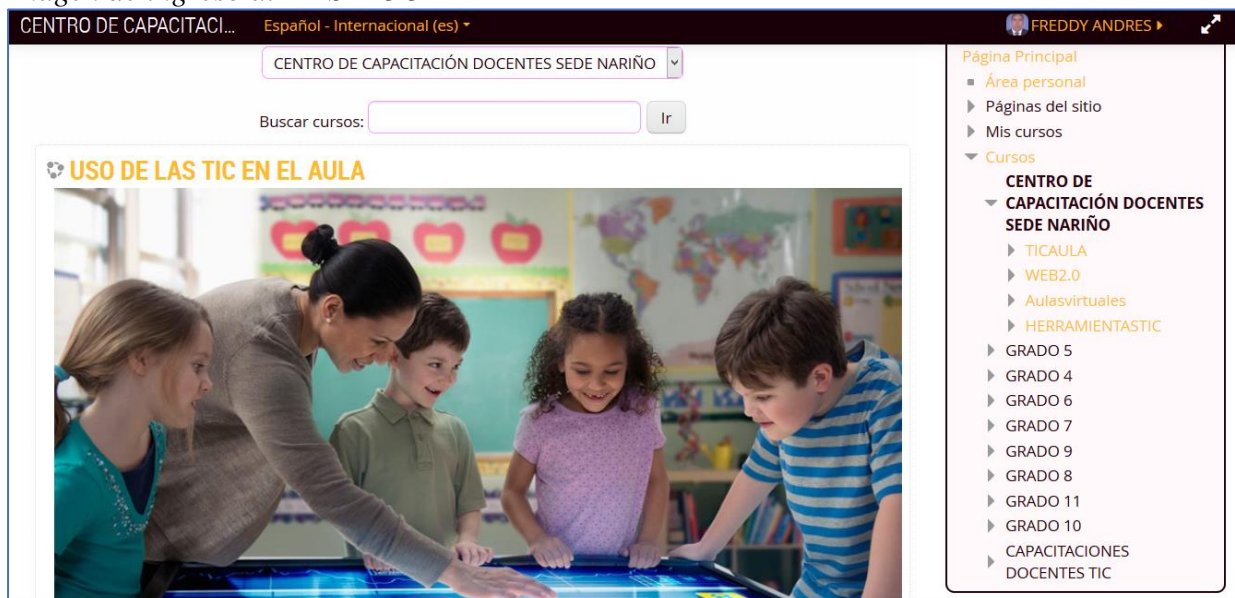 CENTRO DE CAPACITACI...
Español - Internacional (es)
FREDDY ANDRES
CENTRO DE CAPACITACIÓN DOCENTES SEDE NARIÑO
Buscar cursos:
Ir
USO DE LAS TIC EN EL AULA
Página Principal
Área personal
Páginas del sitio
Mis cursos
Cursos
CENTRO DE
CAPACITACIÓN DOCENTES
SEDE NARIÑO
TICAULA
WEB2.0
Aulasvirtuales
HERRAMIENTASTIC
GRADO 5
GRADO 4
GRADO 6
GRADO 7
GRADO 9
GRADO 8
GRADO 11
GRADO 10
CAPACITACIONES
DOCENTES TIC